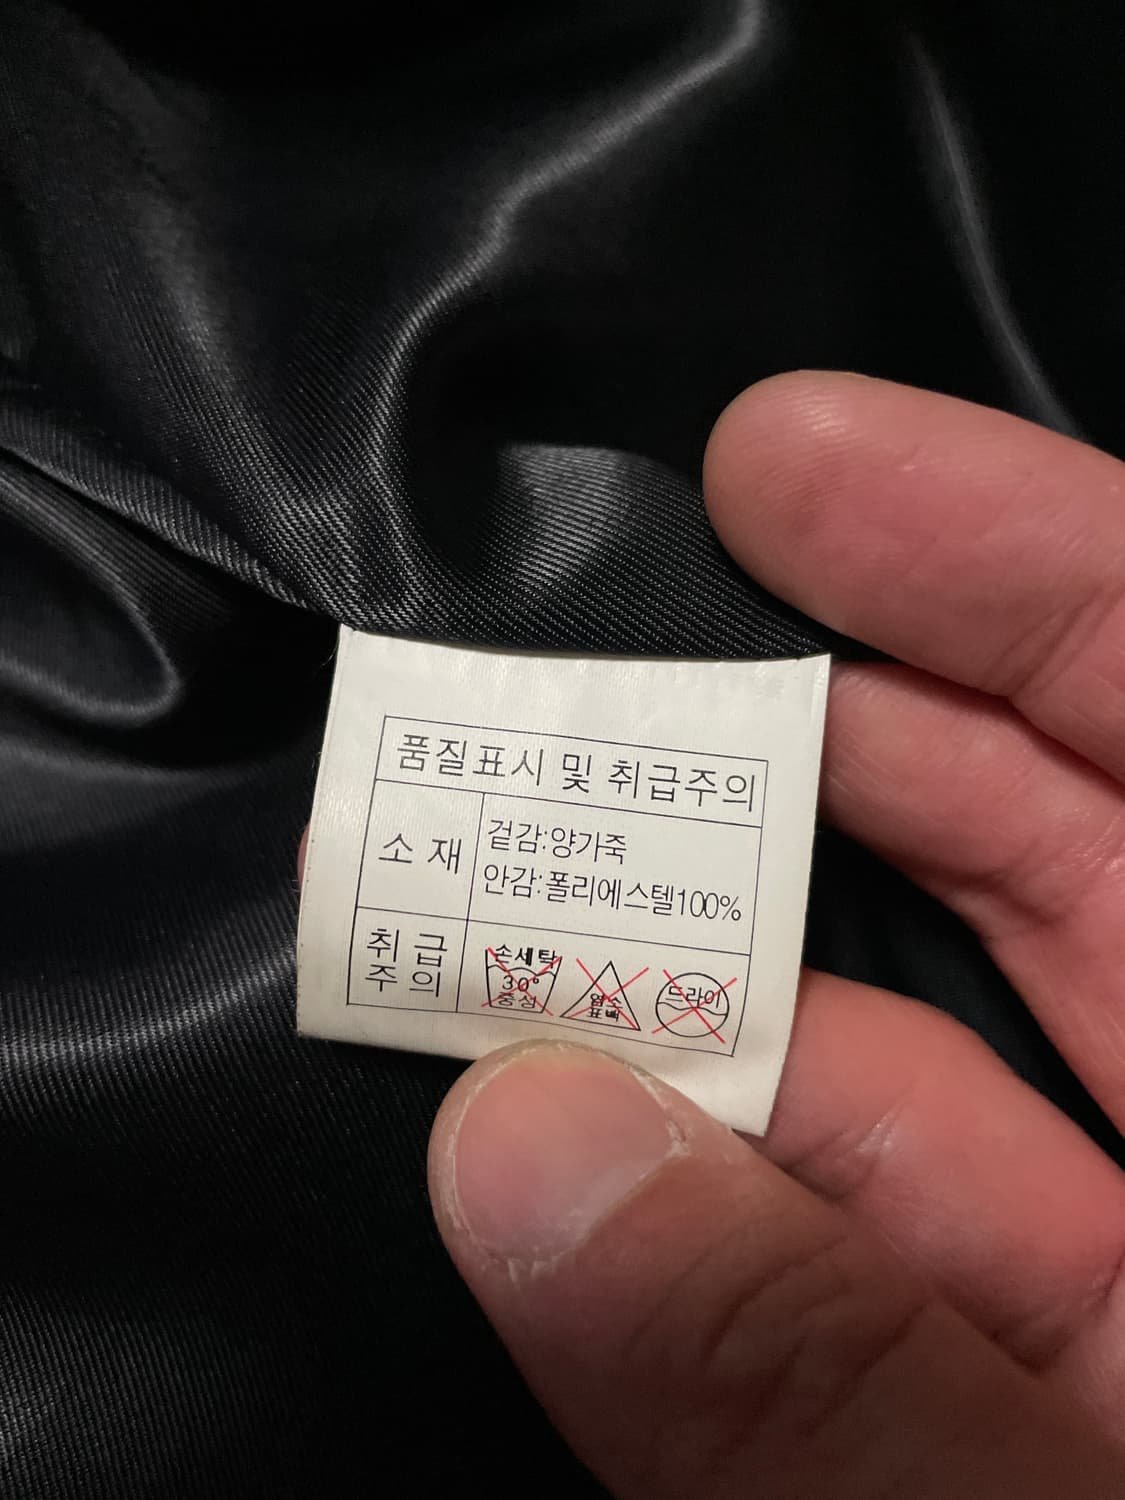 품질표시 및 취급주의
소재
겉감:양가죽
안감:폴리에스텔100%
취급
주의
손세탁
30°
중성
염소
표백
드라이